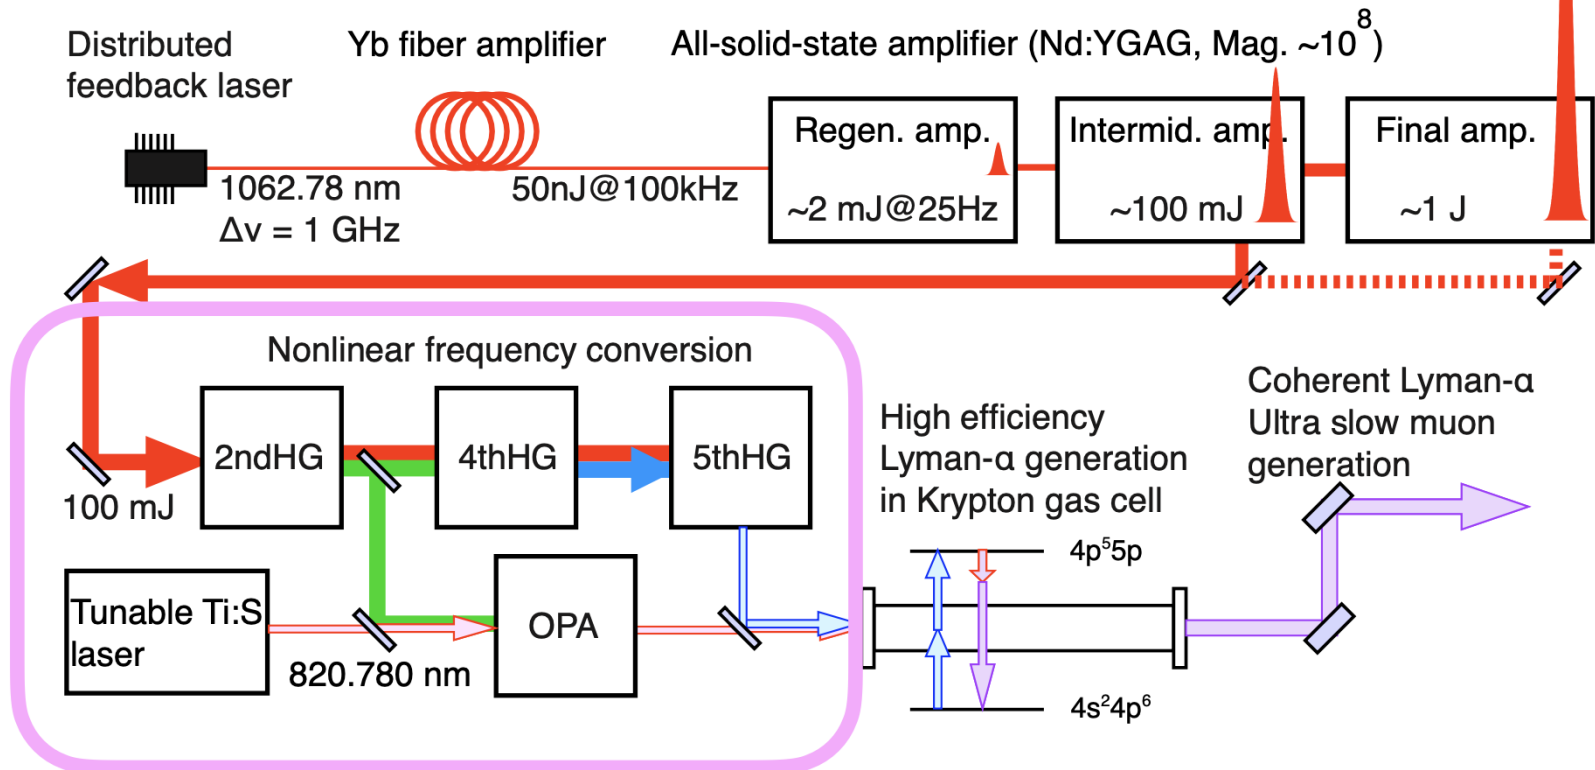 Distributed
feedback laser
Yb fiber amplifier
All-solid-state amplifier (Nd:YGAG, Mag. ~10⁸)
1062.78 nm
Δν = 1 GHz
50nJ@100kHz
Regen. amp.
~2 mJ@25Hz
Intermid. amp.
~100 mJ
Final amp.
~1 J
Nonlinear frequency conversion
2ndHG
4thHG
5thHG
100 mJ
Tunable Ti:S
laser
820.780 nm
OPA
High efficiency
Lyman-α generation
in Krypton gas cell
4p⁵5p
4s²4p⁶
Coherent Lyman-α
Ultra slow muon
generation